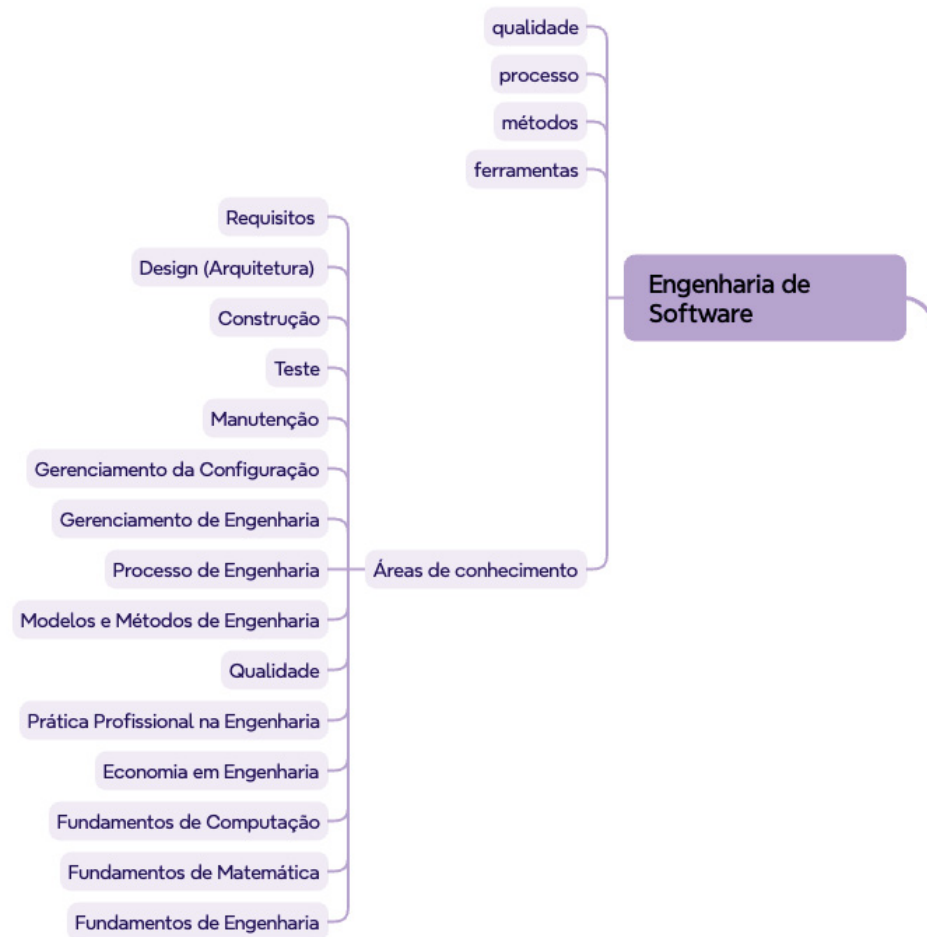 qualidade
processo
métodos
ferramentas
Engenharia de
Software
Áreas de conhecimento
Requisitos
Design (Arquitetura)
Construção
Teste
Manutenção
Gerenciamento da Configuração
Gerenciamento de Engenharia
Processo de Engenharia
Modelos e Métodos de Engenharia
Qualidade
Prática Profissional na Engenharia
Economia em Engenharia
Fundamentos de Computação
Fundamentos de Matemática
Fundamentos de Engenharia